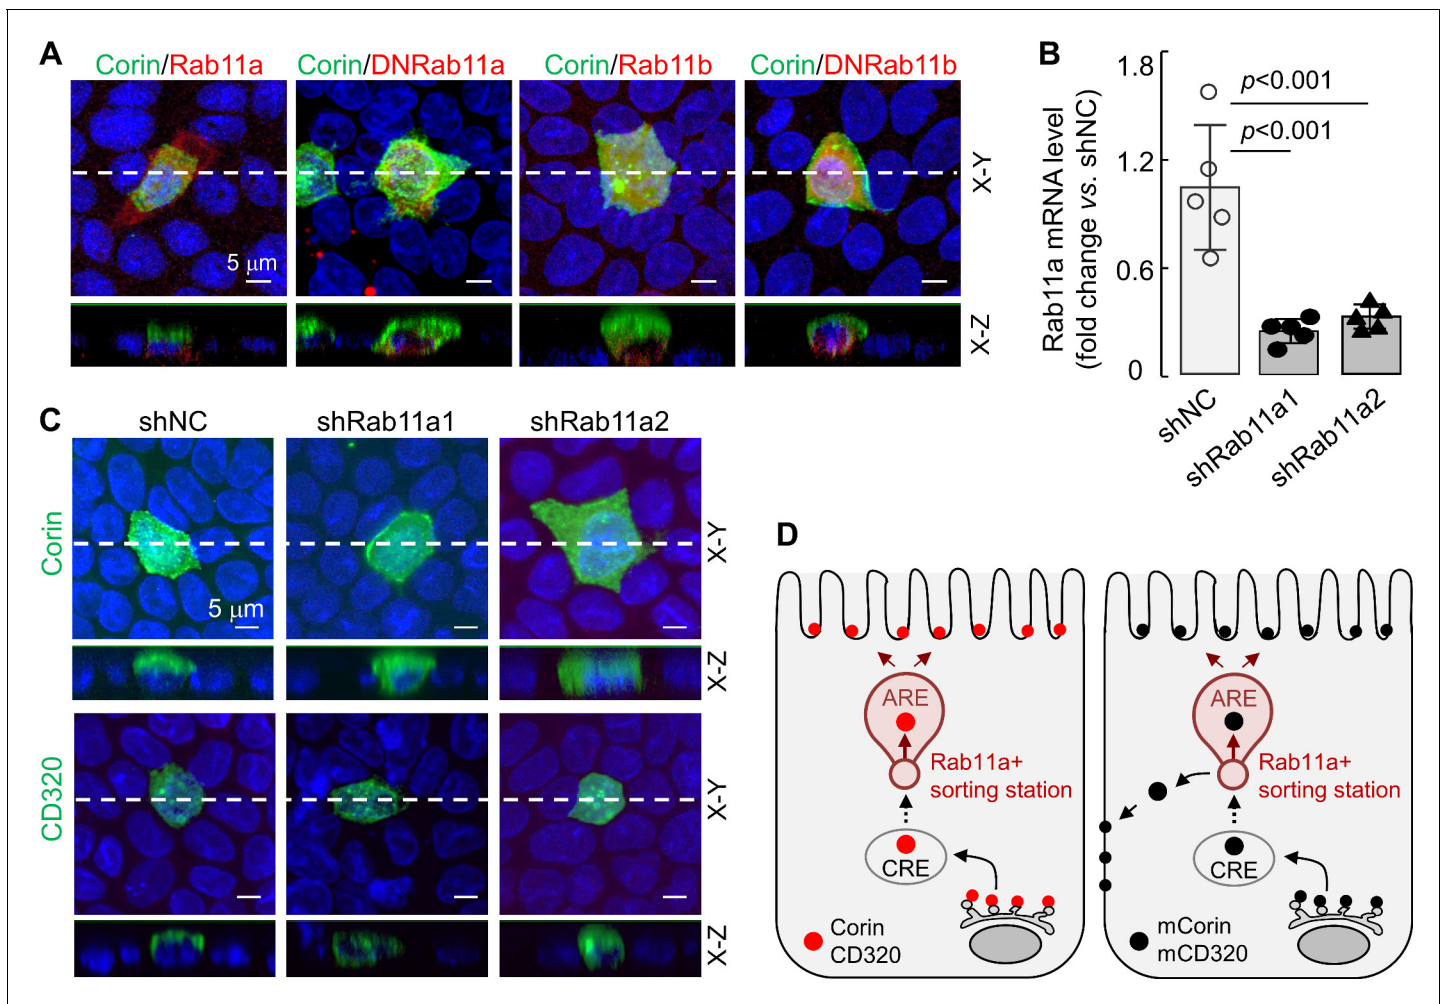 A
Corin/Rab11a
Corin/DNRab11a
Corin/Rab11b
Corin/DNRab11b
5 μm
X-Y
X-Z
B
Rab11a mRNA level
(fold change vs. shNC)
1.8
1.2
0.6
0
p<0.001
p<0.001
shNC
shRab11a1
shRab11a2
C
shNC
shRab11a1
shRab11a2
Corin
5 μm
X-Y
X-Z
CD320
X-Y
X-Z
D
ARE
Rab11a+
sorting station
CRE
Corin
CD320
ARE
Rab11a+
sorting station
CRE
mCorin
mCD320